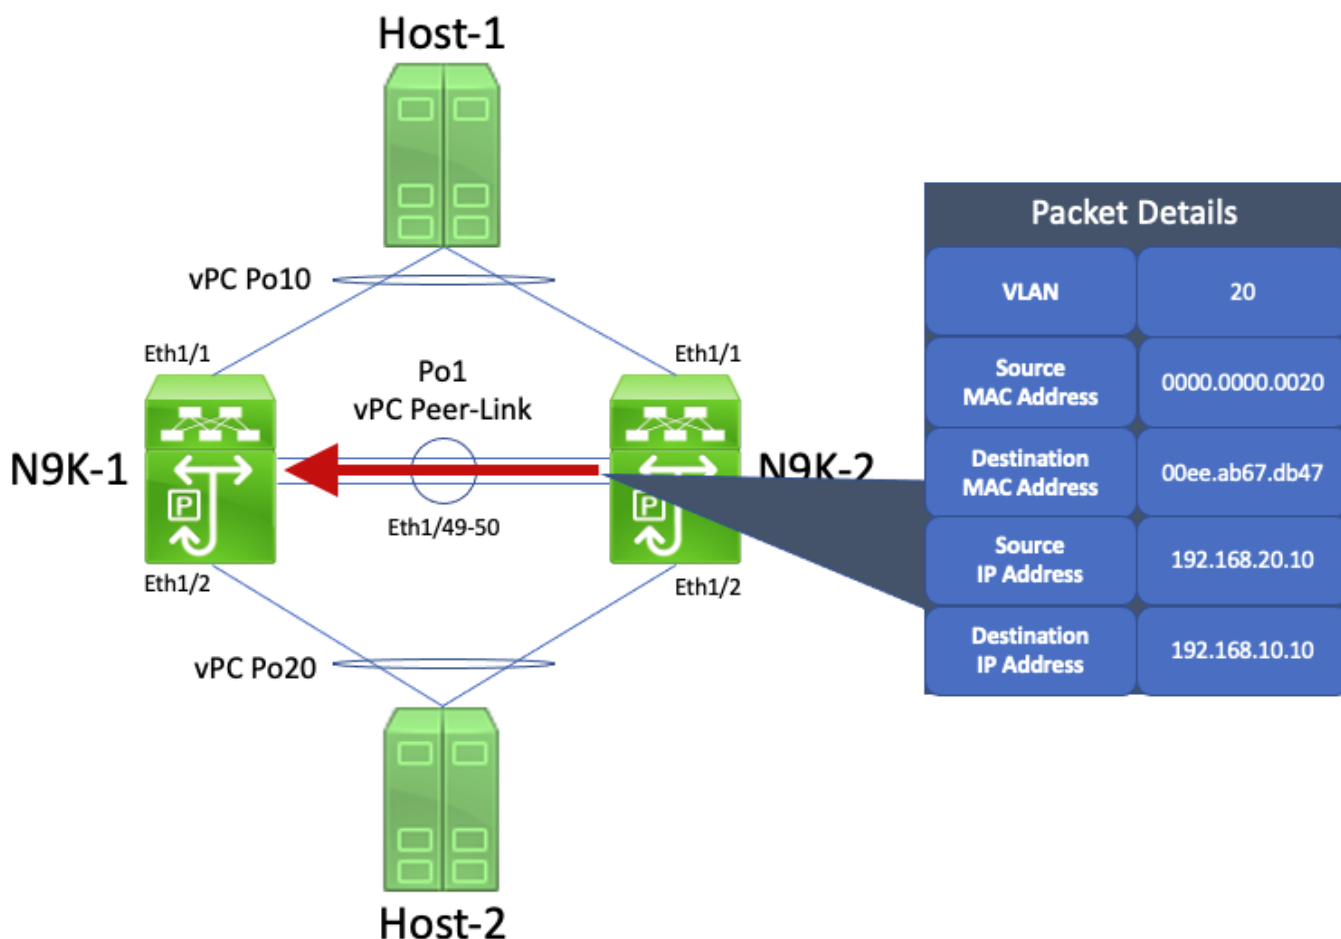 Host-1
vPC Po10
Eth1/1
Eth1/1
Po1
vPC Peer-Link
N9K-1
N9K-2
P
P
Eth1/49-50
Eth1/2
Eth1/2
vPC Po20
Host-2
Packet Details
VLAN
20
Source
MAC Address
0000.0000.0020
Destination
MAC Address
00ee.ab67.db47
Source
IP Address
192.168.20.10
Destination
IP Address
192.168.10.10